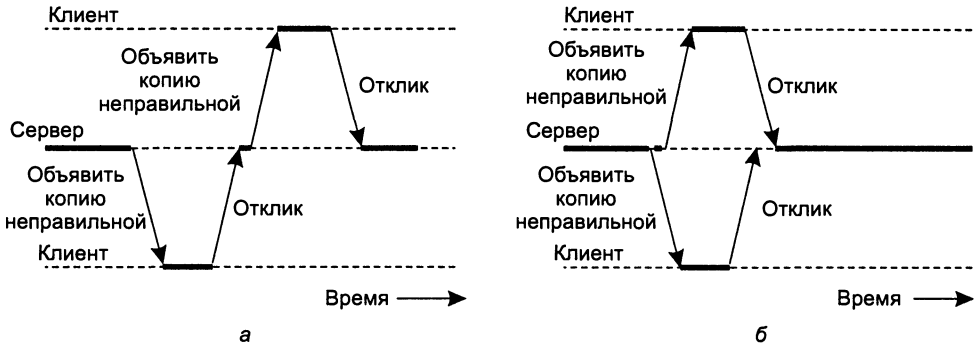 Клиент
Объявить
копию
неправильной
Отклик
Сервер
Объявить
копию
неправильной
Отклик
Клиент
Время
а
Клиент
Объявить
копию
неправильной
Отклик
Сервер
Объявить
копию
неправильной
Отклик
Клиент
Время
б